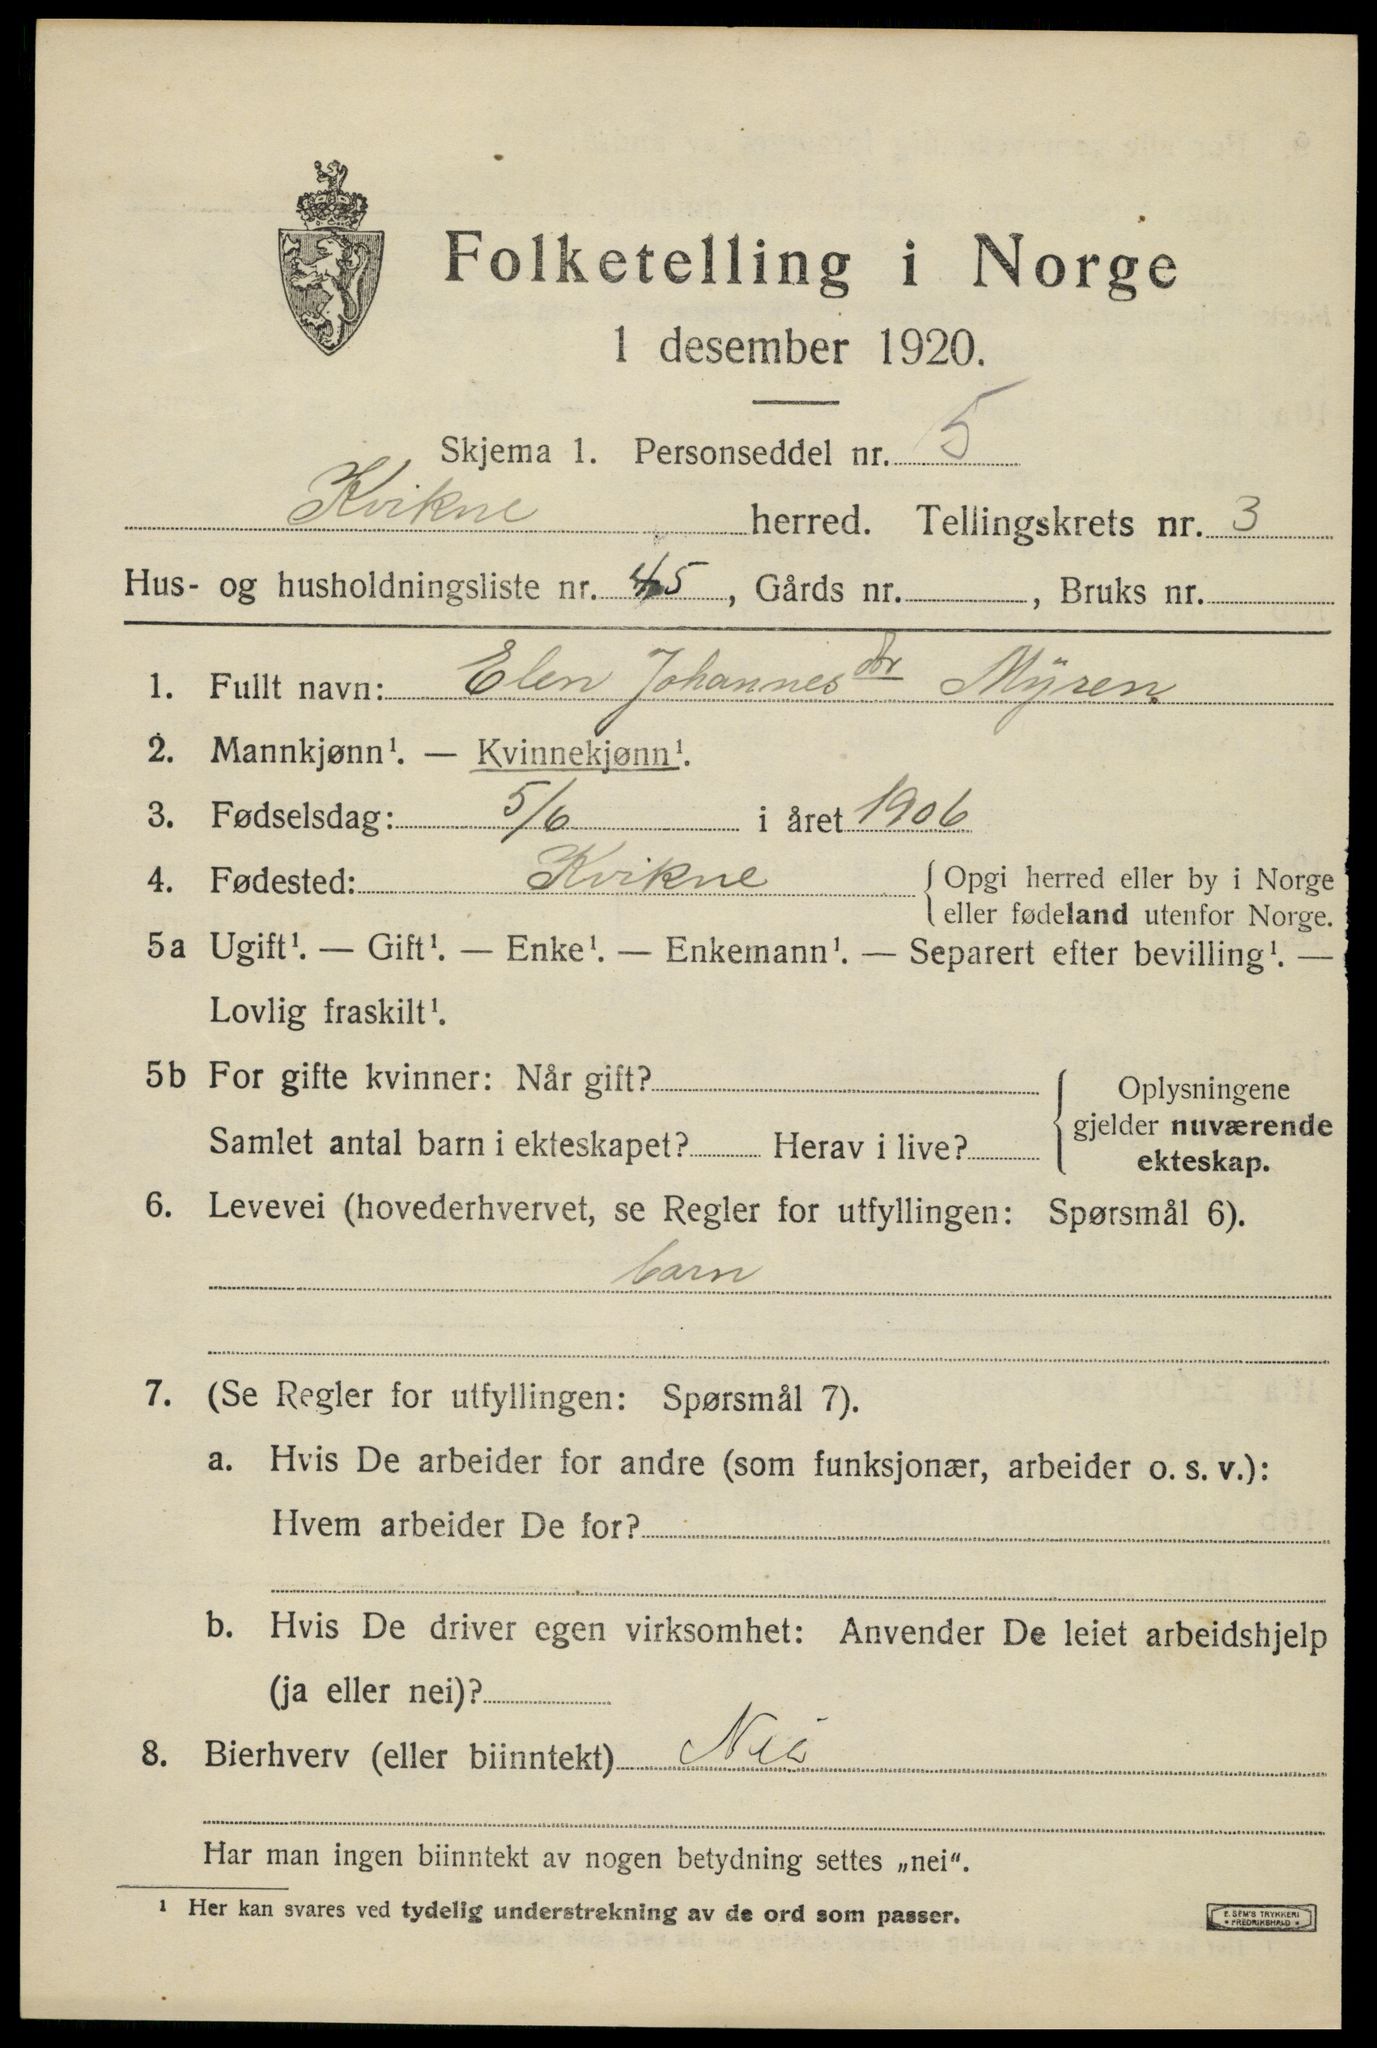 Folketelling i Norge
1 desember 1920.
Skjema 1. Personseddel nr. 5
Kvikne herred. Tellingskrets nr. 3
Hus- og husholdningsliste nr. 45, Gårds nr. , Bruks nr.
1. Fullt navn: Elen Johannesdtr Mÿren.
2. Mannkjønn¹. — Kvinnekjønn¹.
3. Fødselsdag: 5/6 i året 1906
4. Fødested: Kvikne { Opgi herred eller by i Norge
eller fødeland utenfor Norge.
5a Ugift¹. — Gift¹. — Enke¹. — Enkemann¹. — Separert efter bevilling¹. —
Lovlig fraskilt¹.
5b For gifte kvinner: Når gift?
Samlet antal barn i ekteskapet? Herav i live?
{ Oplysningene
gjelder nuværende
ekteskap.
6. Levevei (hovederhvervet, se Regler for utfyllingen: Spørsmål 6).
barn
7. (Se Regler for utfyllingen: Spørsmål 7).
a. Hvis De arbeider for andre (som funksjonær, arbeider o. s. v.):
Hvem arbeider De for?
b. Hvis De driver egen virksomhet: Anvender De leiet arbeidshjelp
(ja eller nei)?
8. Bierhverv (eller biinntekt) Nei
Har man ingen biinntekt av nogen betydning settes „nei“.
¹ Her kan svares ved tydelig understrekning av de ord som passer.
E. SEM'S TRYKKERI
* FREDRIKSHALD *